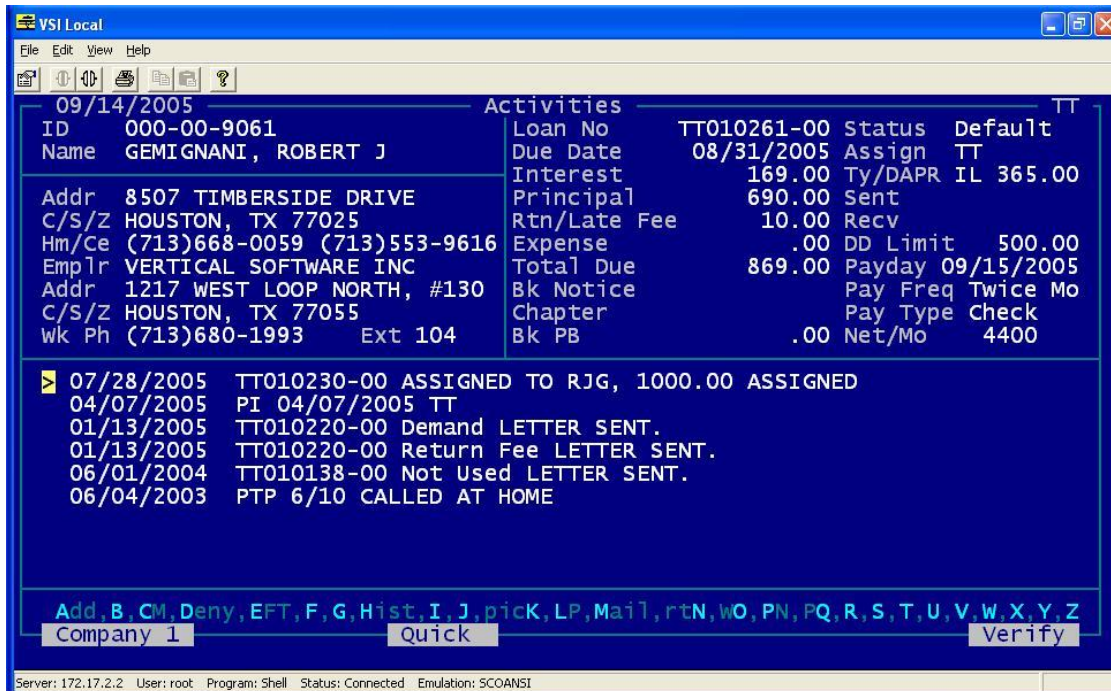 VSI Local
File Edit View Help
09/14/2005 Activities TT
ID 000-00-9061 Loan No TT010261-00 Status Default
Name GEMIGNANI, ROBERT J Due Date 08/31/2005 Assign TT
Interest 169.00 Ty/DAPR IL 365.00
Addr 8507 TIMBERSIDE DRIVE Principal 690.00 Sent
C/S/Z HOUSTON, TX 77025 Rtn/Late Fee 10.00 Recv
Hm/Ce (713)668-0059 (713)553-9616 Expense .00 DD Limit 500.00
Emplr VERTICAL SOFTWARE INC Total Due 869.00 Payday 09/15/2005
Addr 1217 WEST LOOP NORTH, #130 Bk Notice Pay Freq Twice Mo
C/S/Z HOUSTON, TX 77055 Chapter Pay Type Check
Wk Ph (713)680-1993 Ext 104 Bk PB .00 Net/Mo 4400
> 07/28/2005 TT010230-00 ASSIGNED TO RJG, 1000.00 ASSIGNED
04/07/2005 PI 04/07/2005 TT
01/13/2005 TT010220-00 Demand LETTER SENT.
01/13/2005 TT010220-00 Return Fee LETTER SENT.
06/01/2004 TT010138-00 Not Used LETTER SENT.
06/04/2003 PTP 6/10 CALLED AT HOME
Add,B,CM,Deny,EFT,F,G,Hist,I,J,picK,LP,Mail,rtN,WO,PN,PQ,R,S,T,U,V,W,X,Y,Z
Company 1 Quick Verify
Server: 172.17.2.2 User: root Program: Shell Status: Connected Emulation: SCOANSI